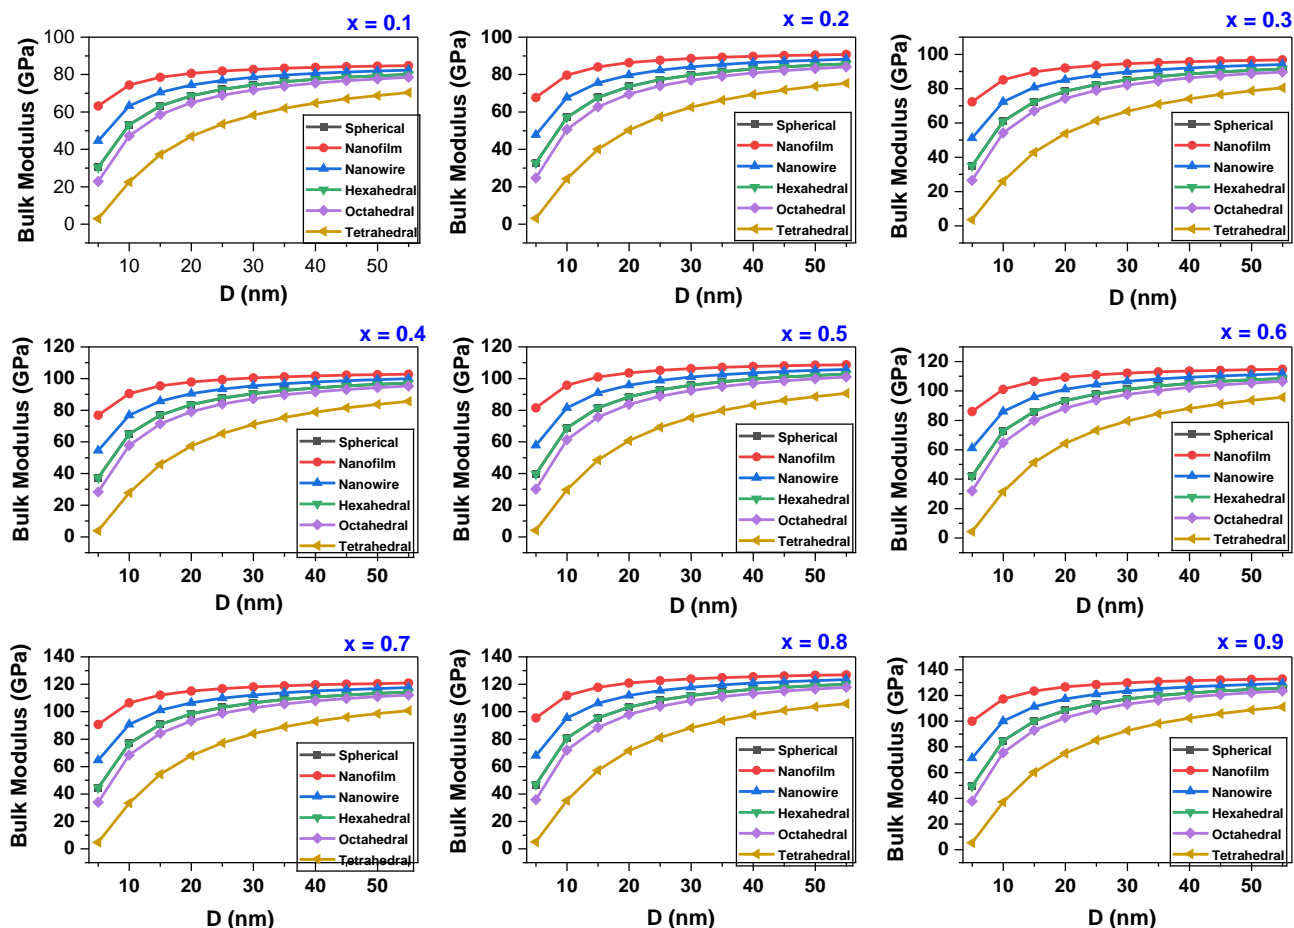 x = 0.1
Bulk Modulus (GPa)
100
80
60
40
20
0
Spherical
Nanofilm
Nanowire
Hexahedral
Octahedral
Tetrahedral
10 20 30 40 50
D (nm)
x = 0.2
Bulk Modulus (GPa)
100
80
60
40
20
0
Spherical
Nanofilm
Nanowire
Hexahedral
Octahedral
Tetrahedral
10 20 30 40 50
D (nm)
x = 0.3
Bulk Modulus (GPa)
100
80
60
40
20
0
Spherical
Nanofilm
Nanowire
Hexahedral
Octahedral
Tetrahedral
10 20 30 40 50
D (nm)
x = 0.4
Bulk Modulus (GPa)
120
100
80
60
40
20
0
Spherical
Nanofilm
Nanowire
Hexahedral
Octahedral
Tetrahedral
10 20 30 40 50
D (nm)
x = 0.5
Bulk Modulus (GPa)
120
100
80
60
40
20
0
Spherical
Nanofilm
Nanowire
Hexahedral
Octahedral
Tetrahedral
10 20 30 40 50
D (nm)
x = 0.6
Bulk Modulus (GPa)
120
100
80
60
40
20
0
Spherical
Nanofilm
Nanowire
Hexahedral
Octahedral
Tetrahedral
10 20 30 40 50
D (nm)
x = 0.7
Bulk Modulus (GPa)
140
120
100
80
60
40
20
0
Spherical
Nanofilm
Nanowire
Hexahedral
Octahedral
Tetrahedral
10 20 30 40 50
D (nm)
x = 0.8
Bulk Modulus (GPa)
140
120
100
80
60
40
20
0
Spherical
Nanofilm
Nanowire
Hexahedral
Octahedral
Tetrahedral
10 20 30 40 50
D (nm)
x = 0.9
Bulk Modulus (GPa)
140
120
100
80
60
40
20
0
Spherical
Nanofilm
Nanowire
Hexahedral
Octahedral
Tetrahedral
10 20 30 40 50
D (nm)